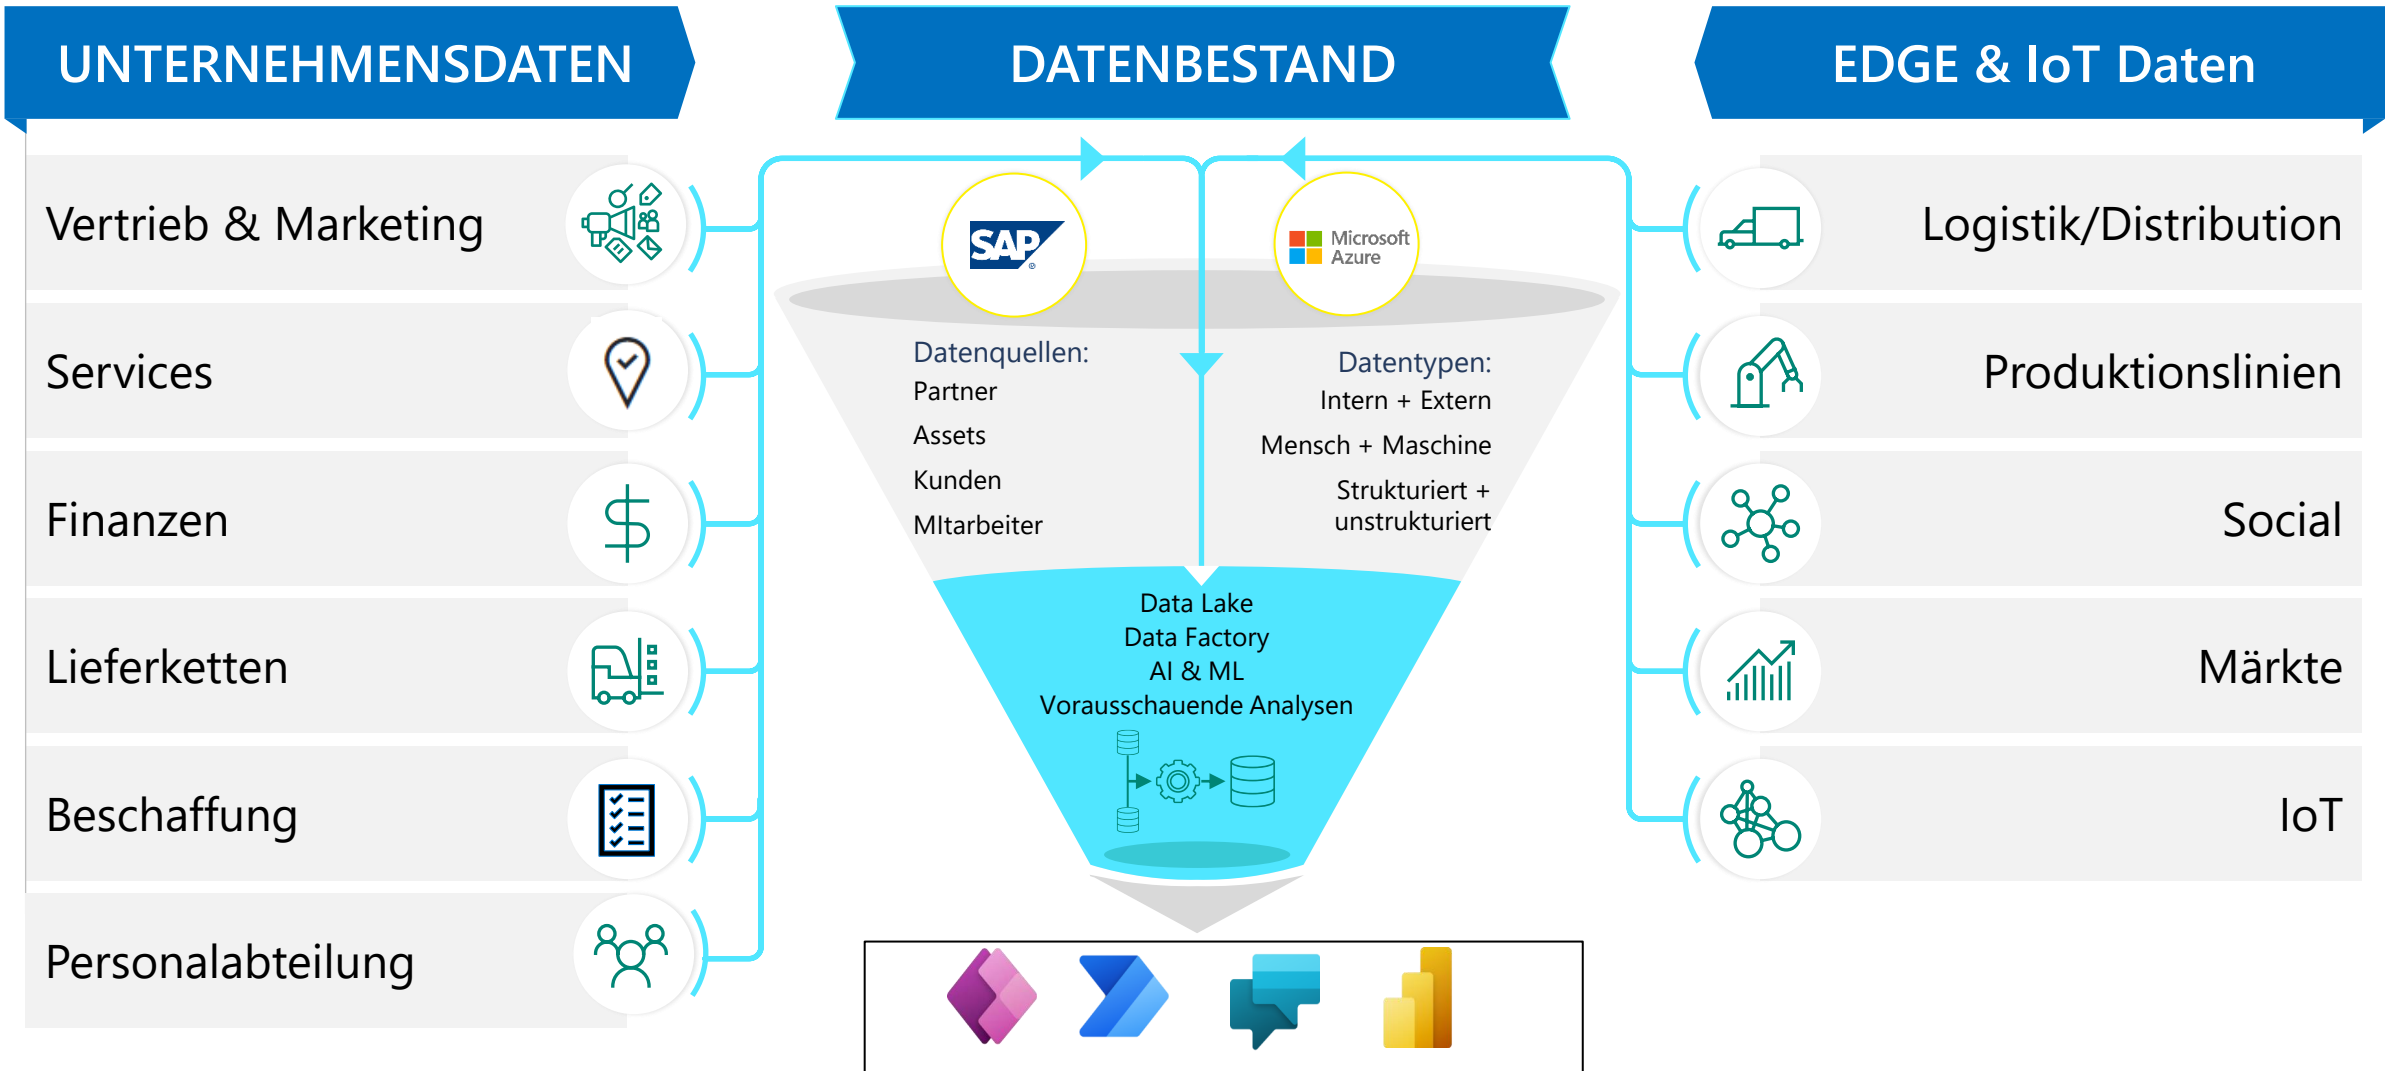 UNTERNEHMENSDATEN
DATENBESTAND
EDGE & IoT Daten
Vertrieb & Marketing
Services
Finanzen
Lieferketten
Beschaffung
Personalabteilung
SAP
®
Microsoft
Azure
Datenquellen:
Partner
Assets
Kunden
MItarbeiter
Datentypen:
Intern + Extern
Mensch + Maschine
Strukturiert +
unstrukturiert
Data Lake
Data Factory
AI & ML
Vorausschauende Analysen
Logistik/Distribution
Produktionslinien
Social
Märkte
IoT